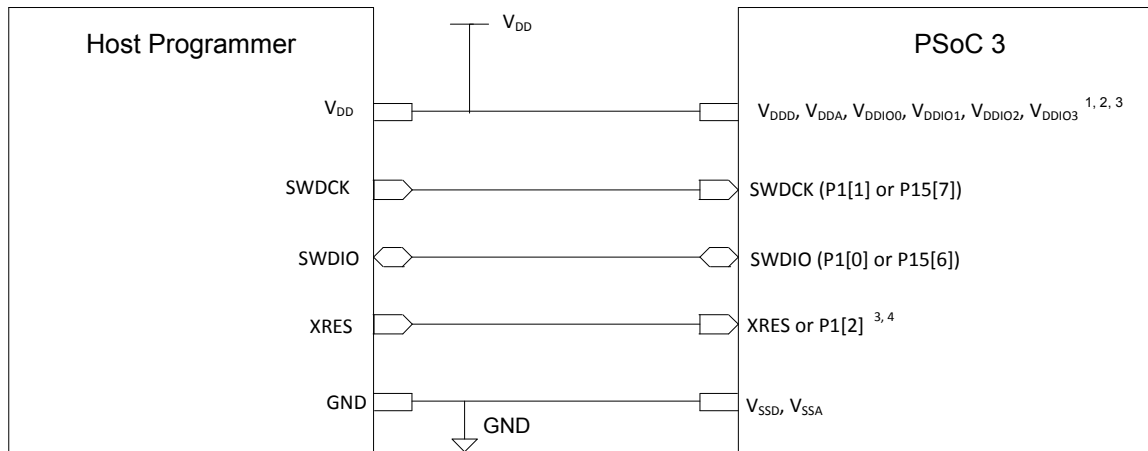 V_DD
Host Programmer
PSoC 3
V_DD
V_DDD, V_DDA, V_DDIO0, V_DDIO1, V_DDIO2, V_DDIO3 1, 2, 3
SWDCK
SWDCK (P1[1] or P15[7])
SWDIO
SWDIO (P1[0] or P15[6])
XRES
XRES or P1[2] 3, 4
GND
V_SSD, V_SSA
GND